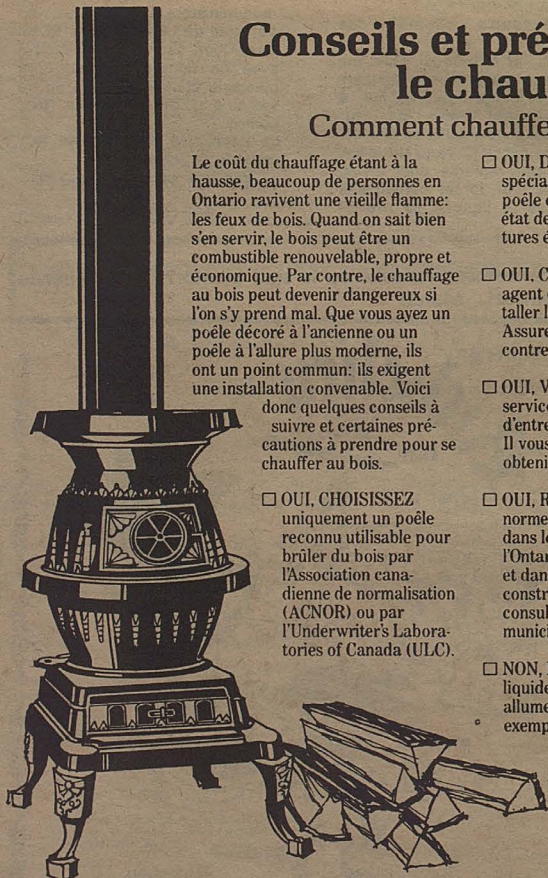 Conseils et pré
le chau
Comment chauffe
Le coût du chauffage étant à la
hausse, beaucoup de personnes en
Ontario ravivent une vieille flamme:
les feux de bois. Quand on sait bien
s'en servir, le bois peut être un
combustible renouvelable, propre et
économique. Par contre, le chauffage
au bois peut devenir dangereux si
l'on s'y prend mal. Que vous ayez un
poêle décoré à l'ancienne ou un
poêle à l'allure plus moderne, ils
ont un point commun: ils exigent
une installation convenable. Voici
donc quelques conseils à
suivre et certaines pré-
cautions à prendre pour se
chauffer au bois.
□ OUI, CHOISISSEZ
uniquement un poêle
reconnu utilisable pour
brûler du bois par
l'Association cana-
dienne de normalisation
(ACNOR) ou par
l'Underwriter's Labora-
tories of Canada (ULC).
□ OUI, D
spécia
poêle
état de
tures é
□ OUI, C
agent
taller l
Assure
contre
□ OUI, V
service
d'entre
Il vous
obteni
□ OUI, R
norme
dans le
l'Ontar
et dan
constr
consul
munici
□ NON,
liquide
allume
exemp